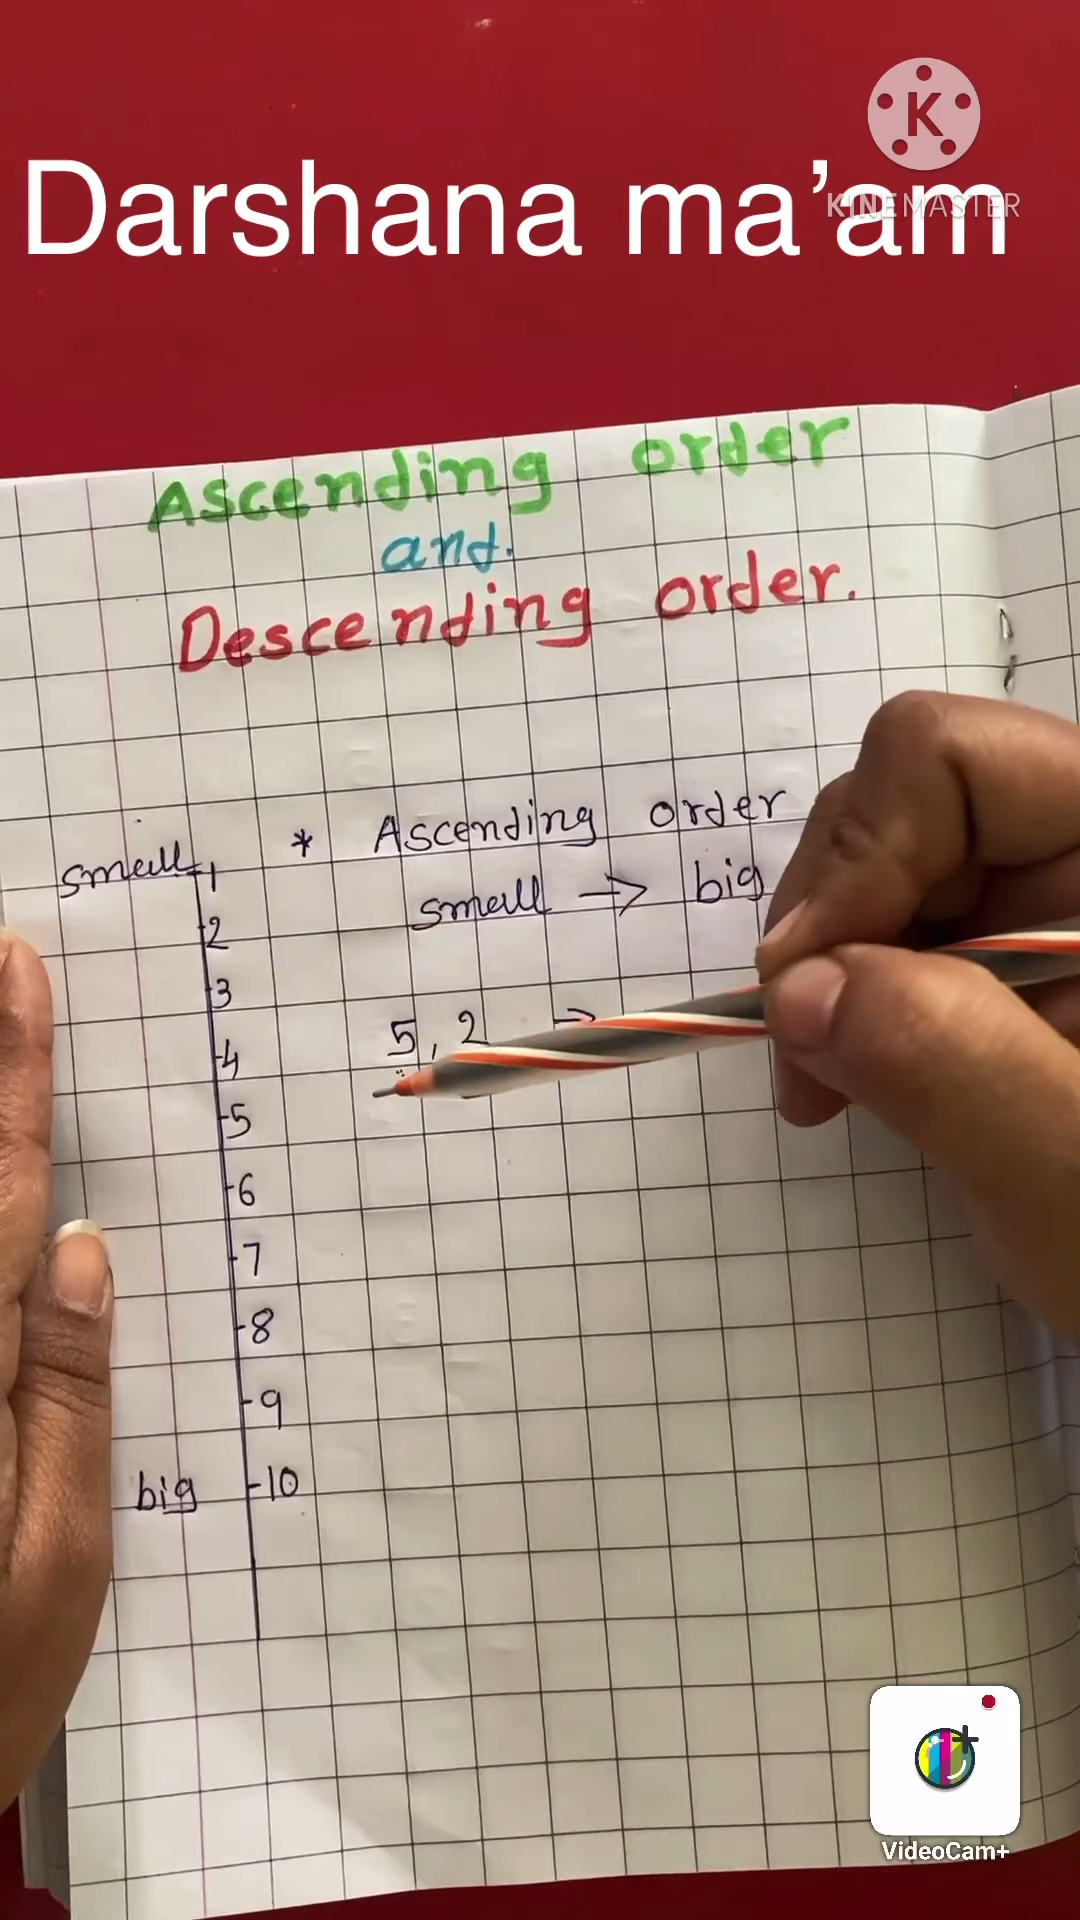 KINEMASTER
Darshana ma’am
Ascending order
and.
Descending order.
* Ascending order
small → big
5, 2 →
small 1
2
3
4
5
6
7
8
9
big 10
VideoCam+